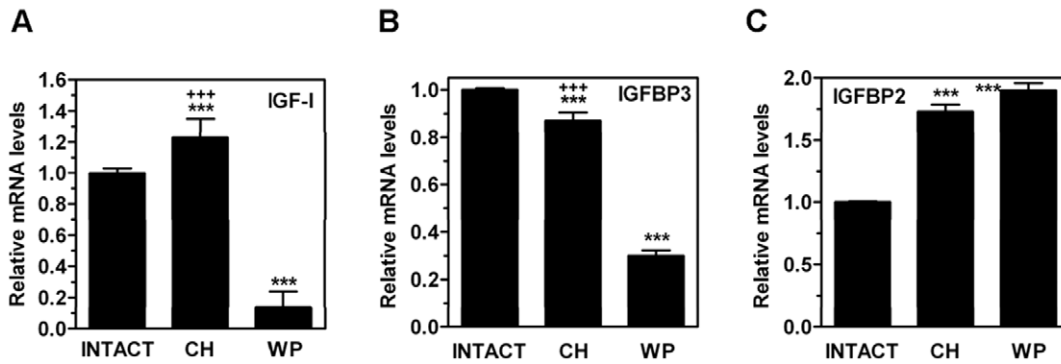 A
Relative mRNA levels
1.6
1.4
1.2
1.0
0.8
0.6
0.4
0.2
0.0
IGF-I
+++
***
***
INTACT CH WP
B
Relative mRNA levels
1.0
0.8
0.6
0.4
0.2
0.0
IGFBP3
+++
***
***
INTACT CH WP
C
Relative mRNA levels
2.0
1.5
1.0
0.5
0.0
IGFBP2
***
***
INTACT CH WP